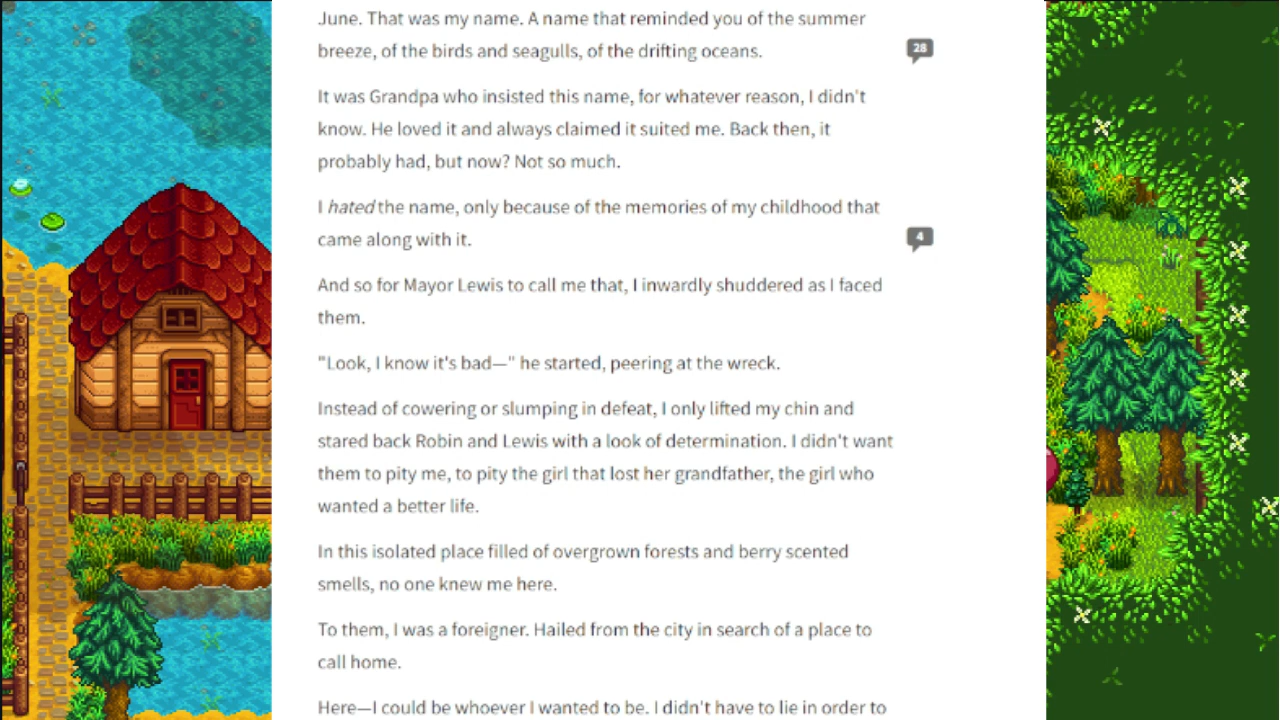 June. That was my name. A name that reminded you of the summer
breeze, of the birds and seagulls, of the drifting oceans.
28
It was Grandpa who insisted this name, for whatever reason, I didn't
know. He loved it and always claimed it suited me. Back then, it
probably had, but now? Not so much.
I hated the name, only because of the memories of my childhood that
came along with it.
4
And so for Mayor Lewis to call me that, I inwardly shuddered as I faced
them.
"Look, I know it's bad—" he started, peering at the wreck.
Instead of cowering or slumping in defeat, I only lifted my chin and
stared back Robin and Lewis with a look of determination. I didn't want
them to pity me, to pity the girl that lost her grandfather, the girl who
wanted a better life.
In this isolated place filled of overgrown forests and berry scented
smells, no one knew me here.
To them, I was a foreigner. Hailed from the city in search of a place to
call home.
Here—I could be whoever I wanted to be. I didn't have to lie in order to